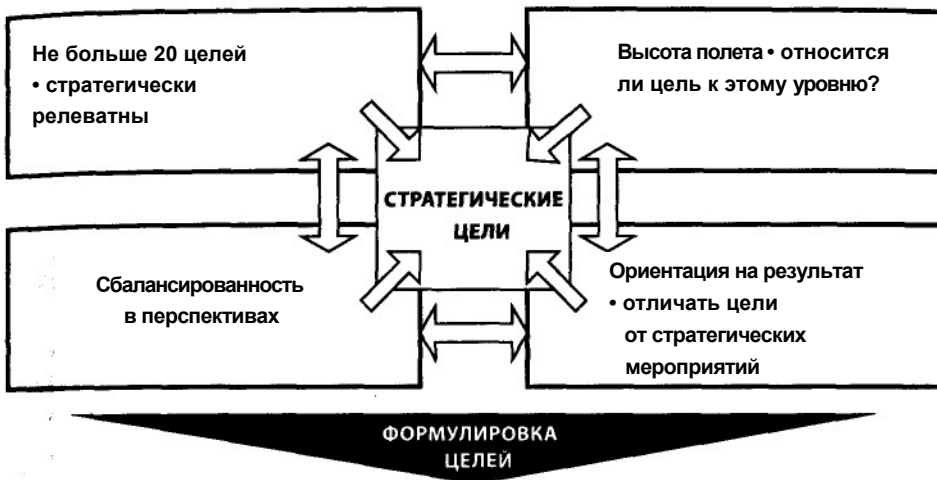 Не больше 20 целей
• стратегически
релеватны
Высота полета • относится
ли цель к этому уровню?
СТРАТЕГИЧЕСКИЕ
ЦЕЛИ
Сбалансированность
в перспективах
Ориентация на результат
• отличать цели
от стратегических
мероприятий
ФОРМУЛИРОВКА
ЦЕЛЕЙ